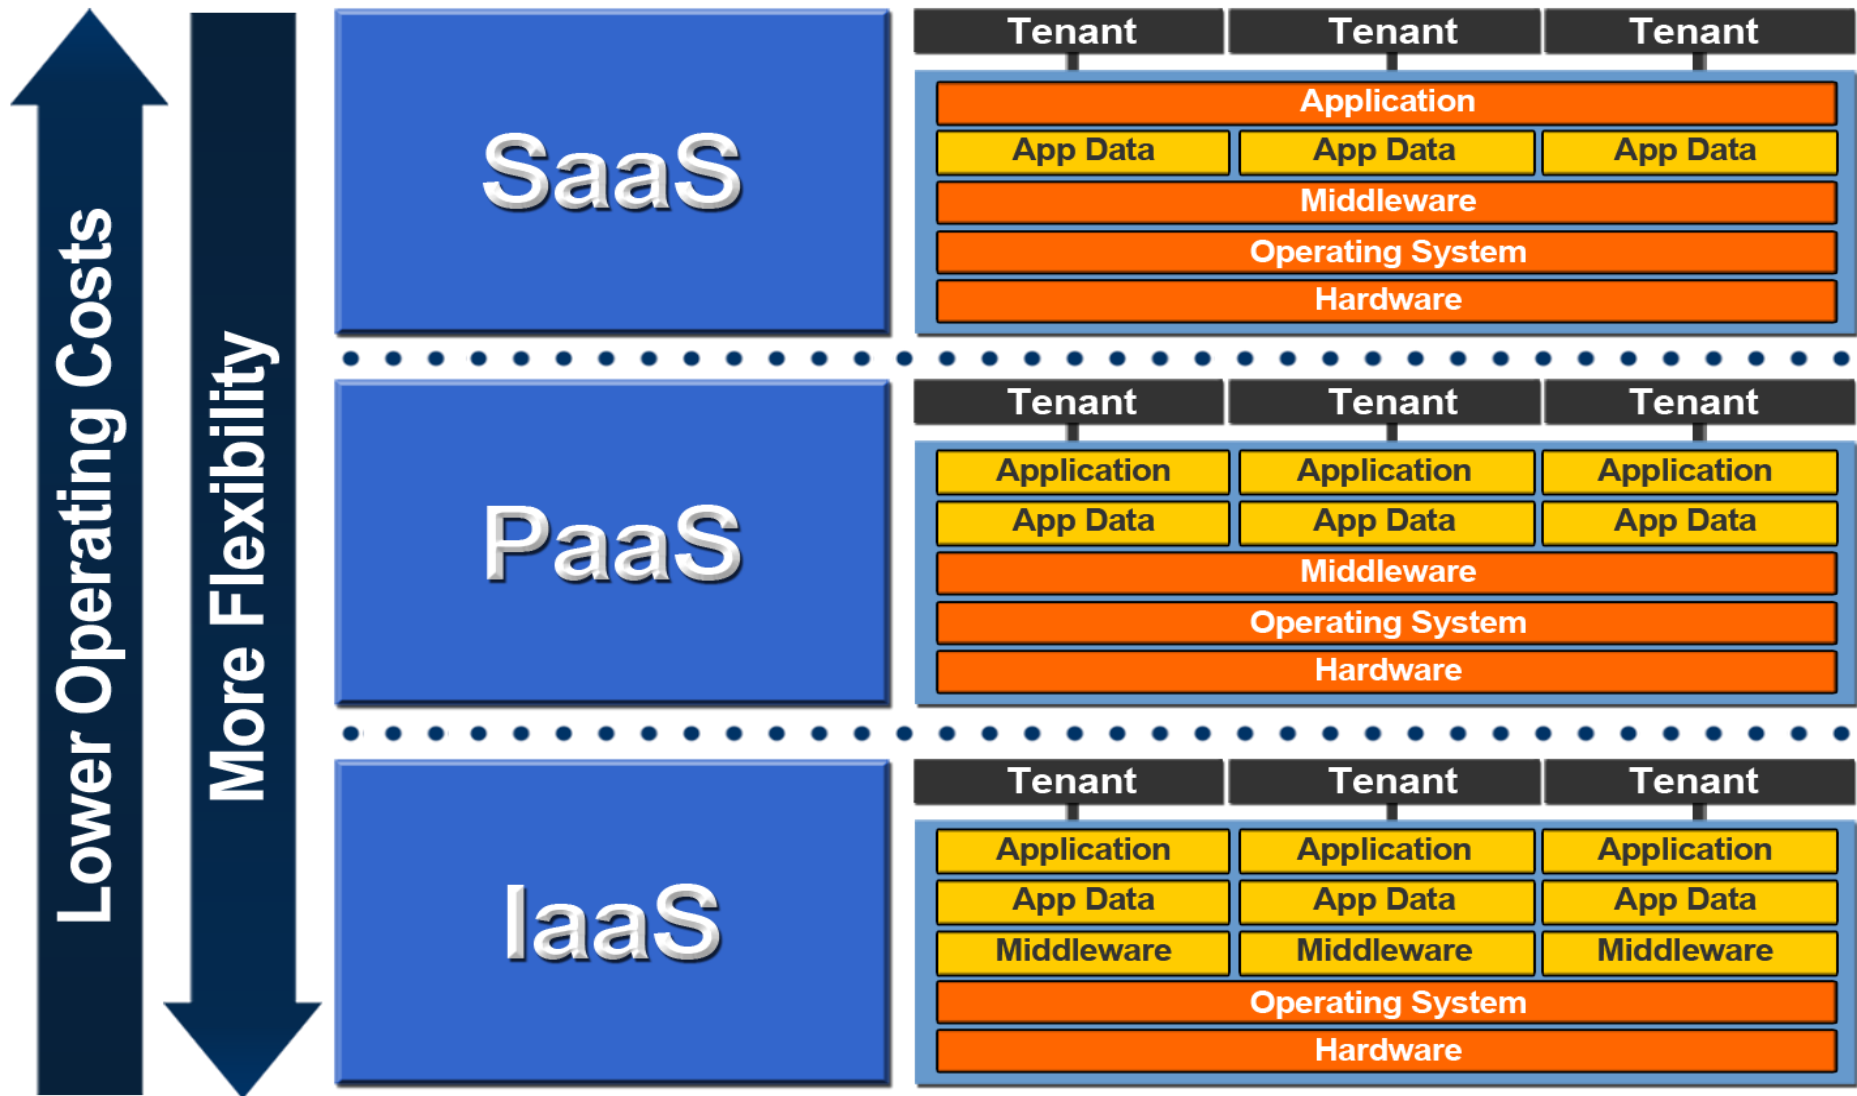 Lower Operating Costs
More Flexibility
SaaS
Tenant Tenant Tenant
Application
App Data App Data App Data
Middleware
Operating System
Hardware
PaaS
Tenant Tenant Tenant
Application Application Application
App Data App Data App Data
Middleware
Operating System
Hardware
IaaS
Tenant Tenant Tenant
Application Application Application
App Data App Data App Data
Middleware Middleware Middleware
Operating System
Hardware